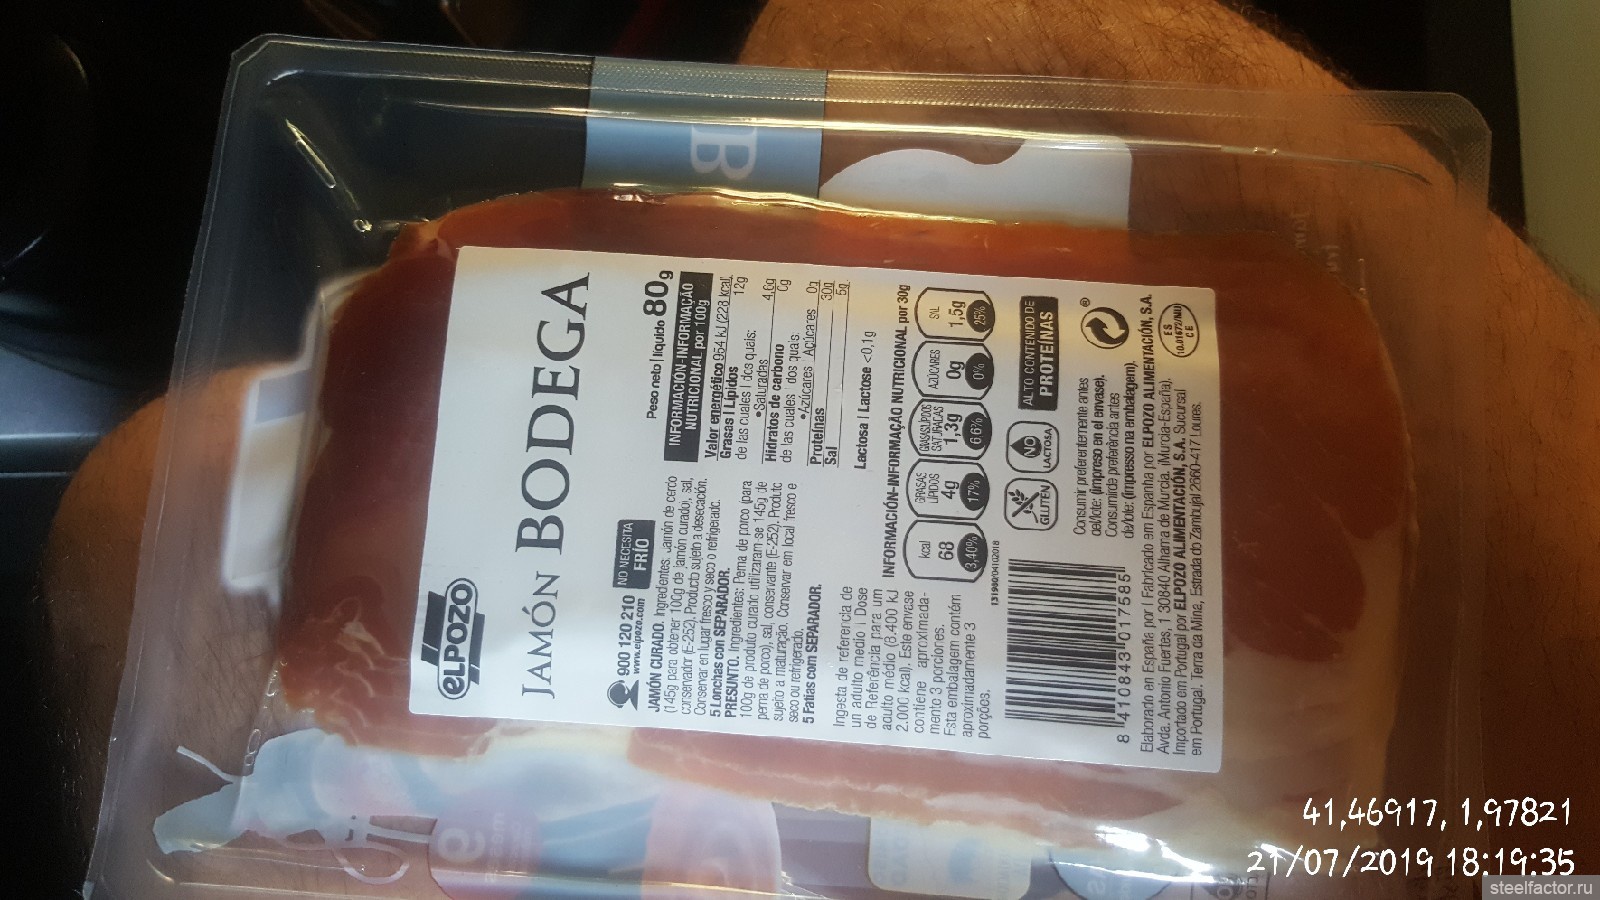 ELPOZO
JAMÓN BODEGA
900 120 210
www.elpozo.com
NO NECESITA
FRÍO
Peso neto | líquido 80g
JAMÓN CURADO. Ingredientes: Jamón de cerdo
(145g para obtener 100g de jamón curado), sal,
conservador (E-252). Producto sujeto a desecación.
Conservar en lugar fresco y seco o refrigerado.
5 Lonchas con SEPARADOR.
PRESUNTO. Ingredientes: Perna de porco (para
100g de produto curado utilizaram-se 145g de
perna de porco), sal, conservante (E-252). Produto
sujeito a maturação. Conservar em local fresco e
seco ou refrigerado.
5 Fatias com SEPARADOR.
INFORMACIÓN-INFORMAÇÃO
NUTRICIONAL por 100g
Valor energético 954 kJ/228 kcal
Grasas | Lípidos 12g
de las cuales | dos quais:
•Saturadas 4,6g
Hidratos de carbono 0g
de las cuales | dos quais:
•Azúcares | Açúcares 0g
Proteínas 30g
Sal 5g
Lactosa | Lactose <0,1g
Ingesta de referencia de
un adulto medio | Dose
de Referência para um
adulto médio (8.400 kJ
2.000 kcal). Este envase
contiene aproximada-
mente 3 porciones.
Esta embalagem contém
aproximadamente 3
porções.
INFORMACIÓN-INFORMAÇÃO NUTRICIONAL por 30g
kcal
68
3,40%
GRASAS
LÍPIDOS
4g
17%
SATURADAS
1,3g
6,6%
AZÚCARES
0g
0%
SAL
1,5g
25%
GLUTEN
NO
LACTOSA
ALTO CONTENIDO DE
PROTEÍNAS
Consumir preferentemente antes
del/lote: (impreso en el envase).
Consumir de preferência antes
de/lote: (impresso na embalagem).
8 410843 017585
Elaborado en España por | Fabricado em Espanha por ELPOZO ALIMENTACIÓN, S.A.
Avda. Antonio Fuertes, 1 30840 Alhama de Murcia. (Murcia-España).
Importado em Portugal por ELPOZO ALIMENTACIÓN, S.A. Sucursal
em Portugal. Terra da Mina, Estrada do Zambujal 2660-417 Loures.
ES
10.01672/MU
CE
41,46917, 1,97821
21/07/2019 18:19:35
steelfactor.ru